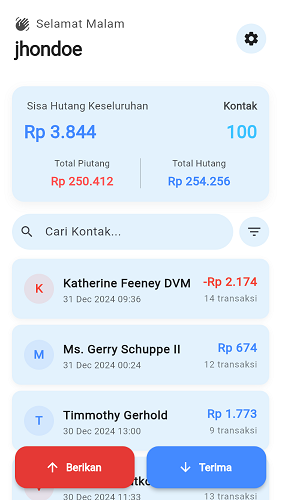 Selamat Malam
jhondoe
Sisa Hutang Keseluruhan Kontak
Rp 3.844 100
Total Piutang Total Hutang
Rp 250.412 Rp 254.256
Cari Kontak...
K Katherine Feeney DVM -Rp 2.174
31 Dec 2024 09:36 14 transaksi
M Ms. Gerry Schuppe II Rp 674
31 Dec 2024 00:24 12 transaksi
T Timmothy Gerhold Rp 1.773
30 Dec 2024 13:00 9 transaksi
Berikan Terima
30 Dec 2024 11:33 13 transaksi